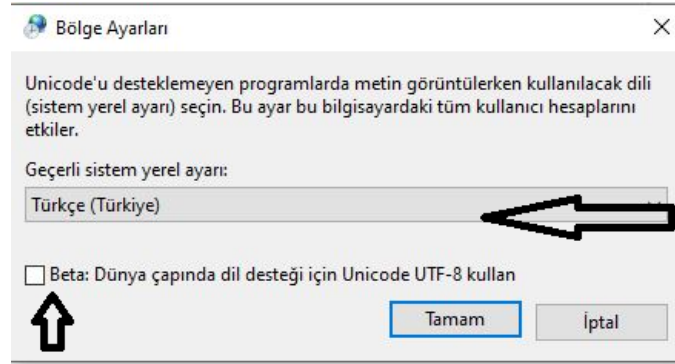 Bölge Ayarları
Unicode'u desteklemeyen programlarda metin görüntülerken kullanılacak dili
(sistem yerel ayarı) seçin. Bu ayar bu bilgisayardaki tüm kullanıcı hesaplarını
etkiler.
Geçerli sistem yerel ayarı:
Türkçe (Türkiye)
Beta: Dünya çapında dil desteği için Unicode UTF-8 kullan
Tamam İptal